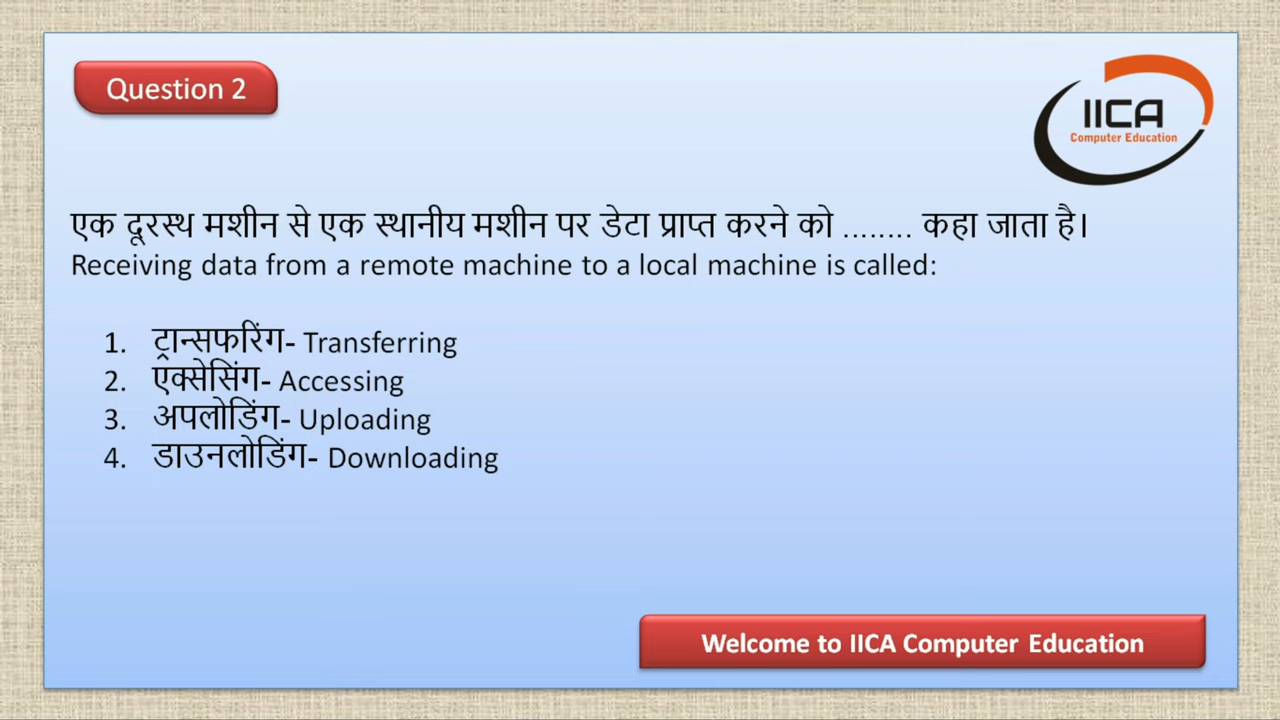 Question 2
IICA
Computer Education
एक दूरस्थ मशीन से एक स्थानीय मशीन पर डेटा प्राप्त करने को ........ कहा जाता है।
Receiving data from a remote machine to a local machine is called:
1. ट्रान्सफरिंग- Transferring
2. एक्सेसिंग- Accessing
3. अपलोडिंग- Uploading
4. डाउनलोडिंग- Downloading
Welcome to IICA Computer Education